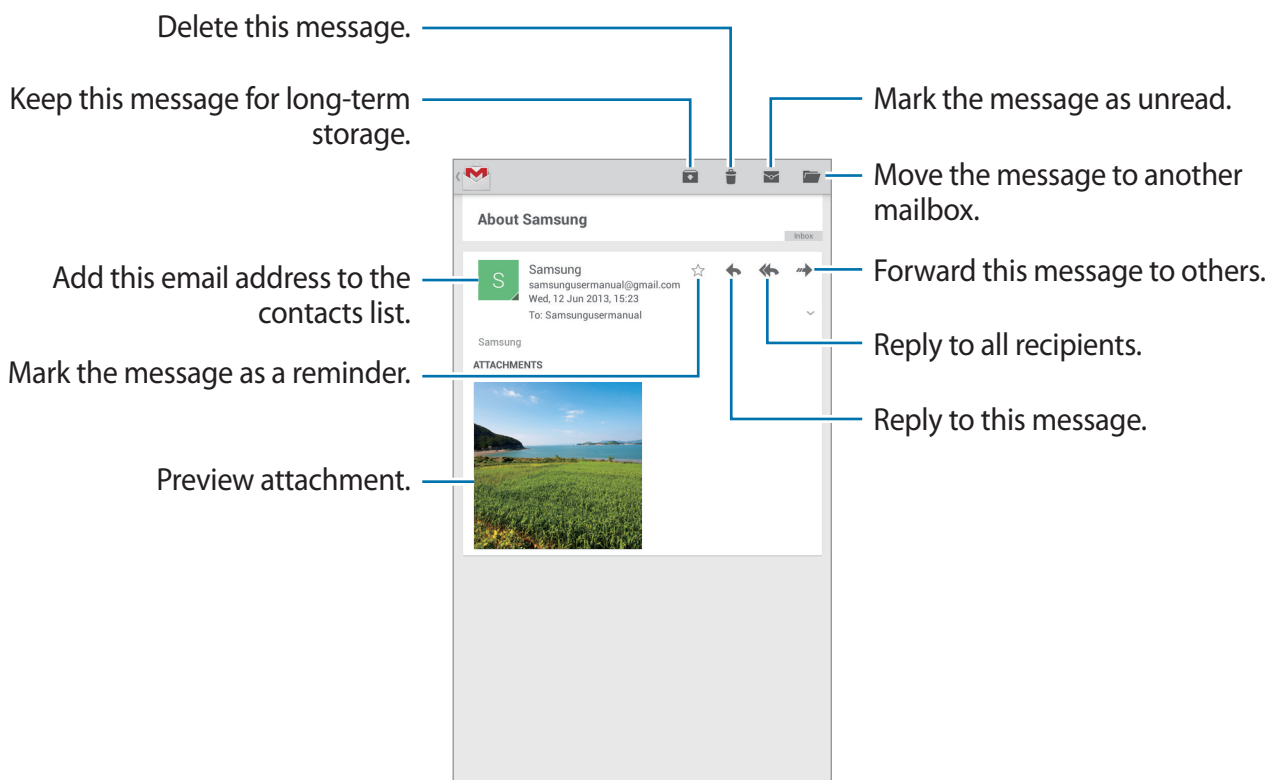 Delete this message.
Keep this message for long-term
storage.
Mark the message as unread.
Move the message to another
mailbox.
About Samsung
Inbox
Add this email address to the
contacts list.
S
Samsung
samsungusermanual@gmail.com
Wed, 12 Jun 2013, 15:23
To: Samsungusermanual
Forward this message to others.
Samsung
Reply to all recipients.
ATTACHMENTS
Mark the message as a reminder.
Reply to this message.
Preview attachment.